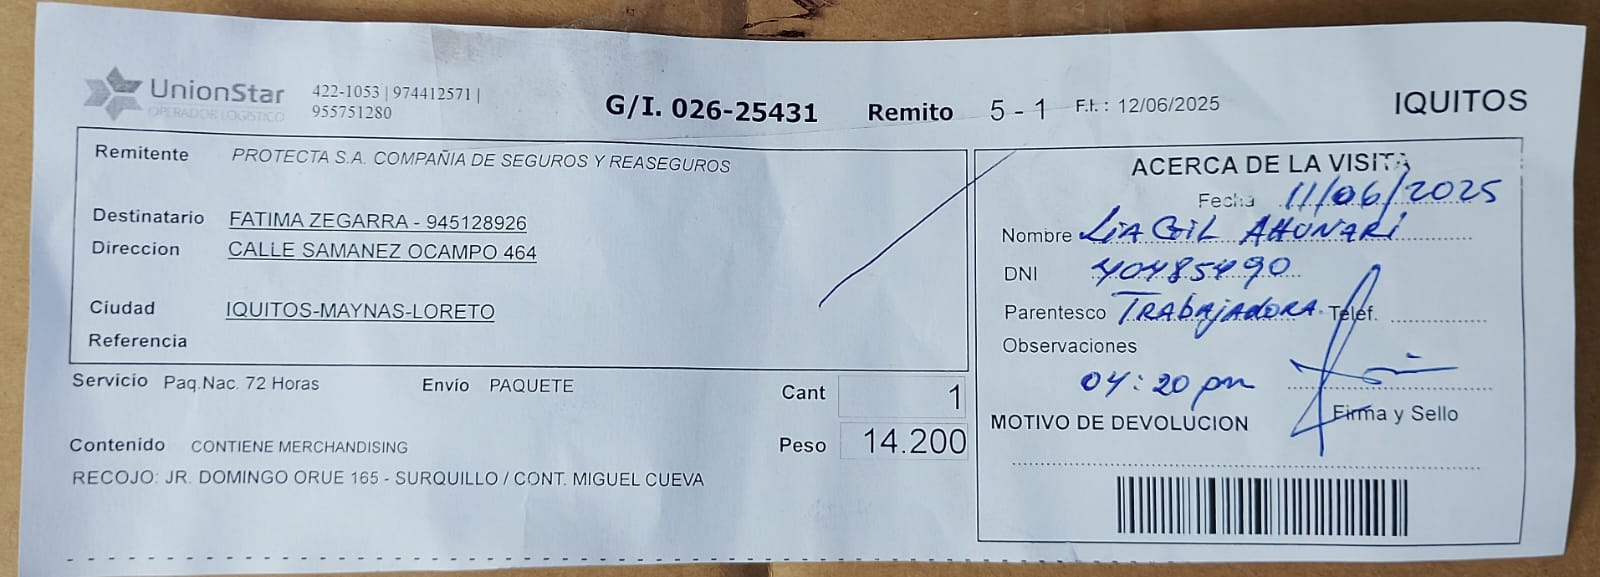 UnionStar
OPERADOR LOGISTICO
422-1053 | 974412571 |
955751280
G/I. 026-25431 Remito 5 - 1 F.I.: 12/06/2025 IQUITOS
Remitente PROTECTA S.A. COMPAÑIA DE SEGUROS Y REASEGUROS
Destinatario FATIMA ZEGARRA - 945128926
Direccion CALLE SAMANEZ OCAMPO 464
Ciudad IQUITOS-MAYNAS-LORETO
Referencia
Servicio Paq.Nac. 72 Horas Envío PAQUETE
Cant 1
Contenido CONTIENE MERCHANDISING
Peso 14.200
RECOJO: JR. DOMINGO ORUE 165 - SURQUILLO / CONT. MIGUEL CUEVA
ACERCA DE LA VISITA
Fecha 11/06/2025
Nombre Lia Gil AHUNARI
DNI 40485490
Parentesco TRABAJADORA Telef.
Observaciones
04:20 pm
Firma y Sello
MOTIVO DE DEVOLUCION